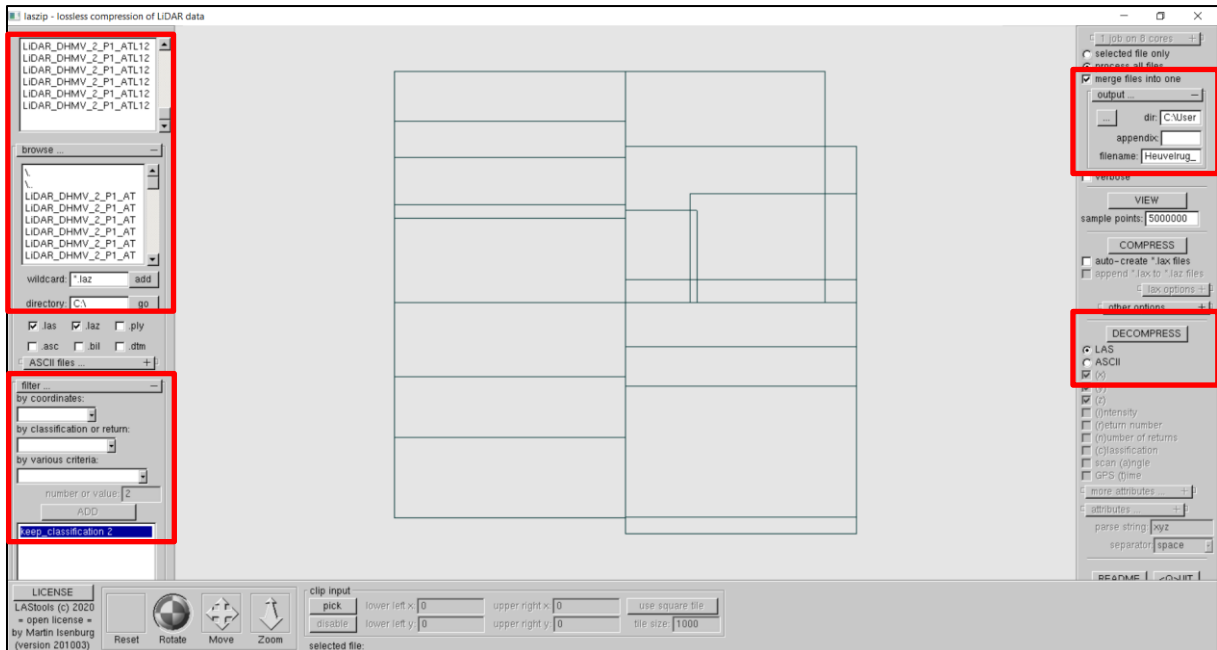 laszip - lossless compression of LiDAR data
LiDAR_DHMV_2_P1_ATL12
LiDAR_DHMV_2_P1_ATL12
LiDAR_DHMV_2_P1_ATL12
LiDAR_DHMV_2_P1_ATL12
LiDAR_DHMV_2_P1_ATL12
LiDAR_DHMV_2_P1_ATL12
browse ...
\.
\..
LiDAR_DHMV_2_P1_AT
LiDAR_DHMV_2_P1_AT
LiDAR_DHMV_2_P1_AT
LiDAR_DHMV_2_P1_AT
LiDAR_DHMV_2_P1_AT
LiDAR_DHMV_2_P1_AT
wildcard: *.laz add
directory: C:\ go
.las .laz .ply
.asc .bil .dtm
ASCII files ... +
filter ...
by coordinates:
by classification or return:
by various criteria:
number or value: 2
ADD
keep_classification 2
1 job on 8 cores +
selected file only
process all files
merge files into one
output ...
... dir: C:\User
appendix:
filename: Heuvelrug_
verbose
VIEW
sample points: 5000000
COMPRESS
auto-create *.lax files
append *.lax to *.laz files
lax options +
other options +
DECOMPRESS
LAS
ASCII
(x)
(y)
(z)
(i)ntensity
(r)eturn number
(n)umber of returns
(c)lassification
scan (a)ngle
GPS (t)ime
more attributes ... +
attributes ... +
parse string: xyz
separator: space
README <Q>UIT
LICENSE
LAStools (c) 2020
= open license =
by Martin Isenburg
(version 201003)
Reset Rotate Move Zoom
clip input
pick lower left x: 0 upper right x: 0 use square tile
disable lower left y: 0 upper right y: 0 tile size: 1000
selected file: